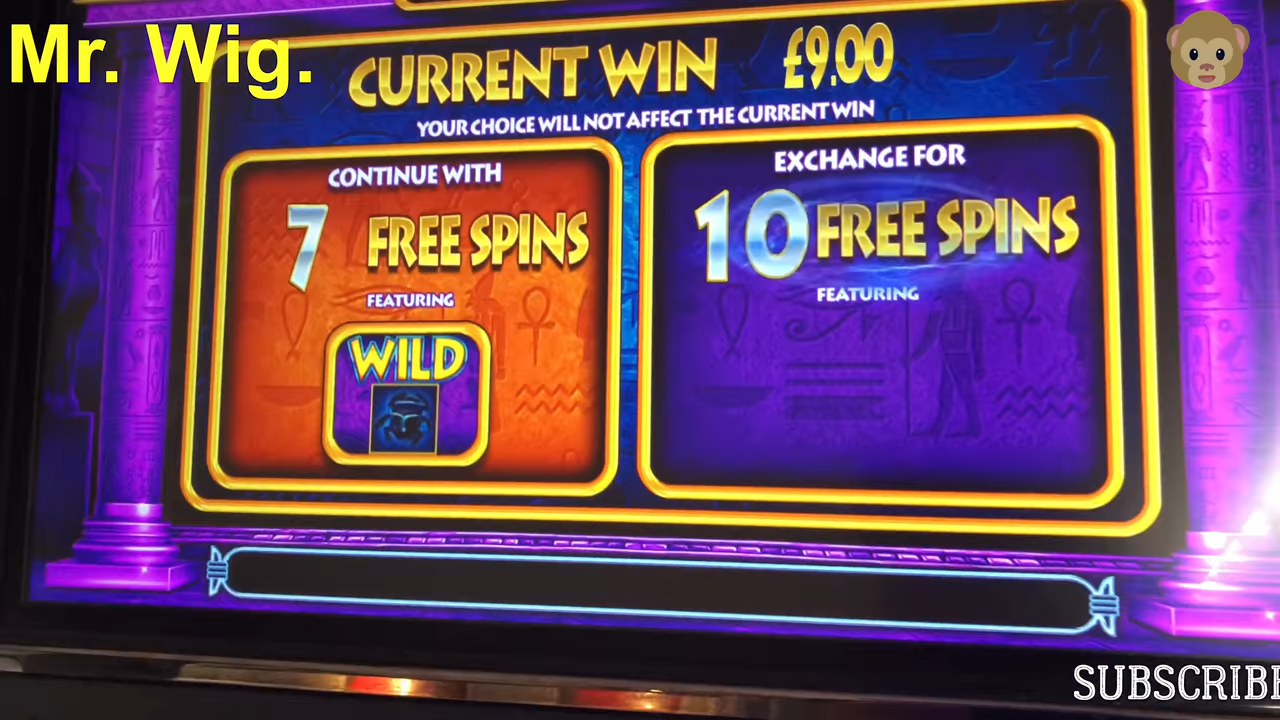 Mr. Wig.
CURRENT WIN £9.00
YOUR CHOICE WILL NOT AFFECT THE CURRENT WIN
CONTINUE WITH
7 FREE SPINS
FEATURING
WILD
EXCHANGE FOR
10 FREE SPINS
FEATURING
SUBSCRIBE